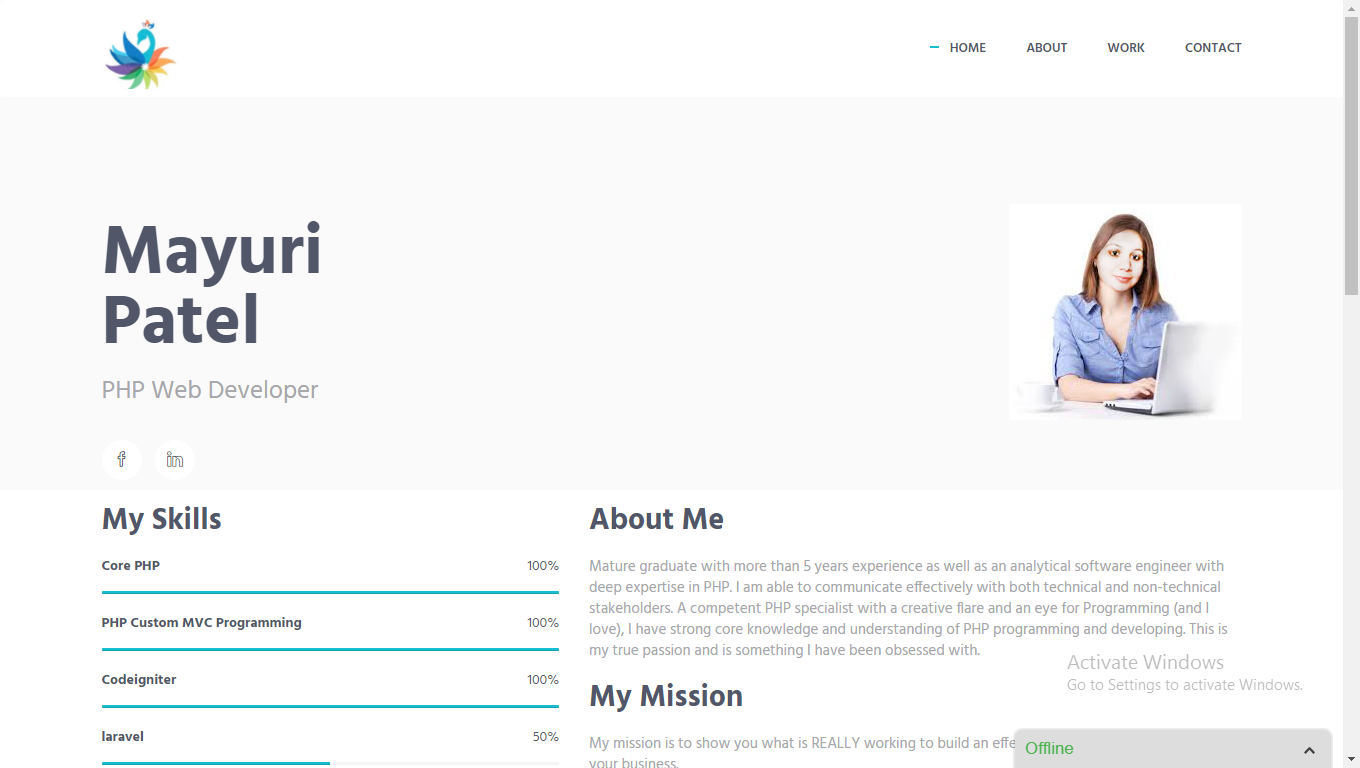 HOME ABOUT WORK CONTACT
Mayuri
Patel
PHP Web Developer
My Skills
Core PHP 100%
PHP Custom MVC Programming 100%
Codeigniter 100%
laravel 50%
About Me
Mature graduate with more than 5 years experience as well as an analytical software engineer with
deep expertise in PHP. I am able to communicate effectively with both technical and non-technical
stakeholders. A competent PHP specialist with a creative flare and an eye for Programming (and I
love), I have strong core knowledge and understanding of PHP programming and developing. This is
my true passion and is something I have been obsessed with.
My Mission
My mission is to show you what is REALLY working to build an
your business.
Activate Windows
Go to Settings to activate Windows.
Offline